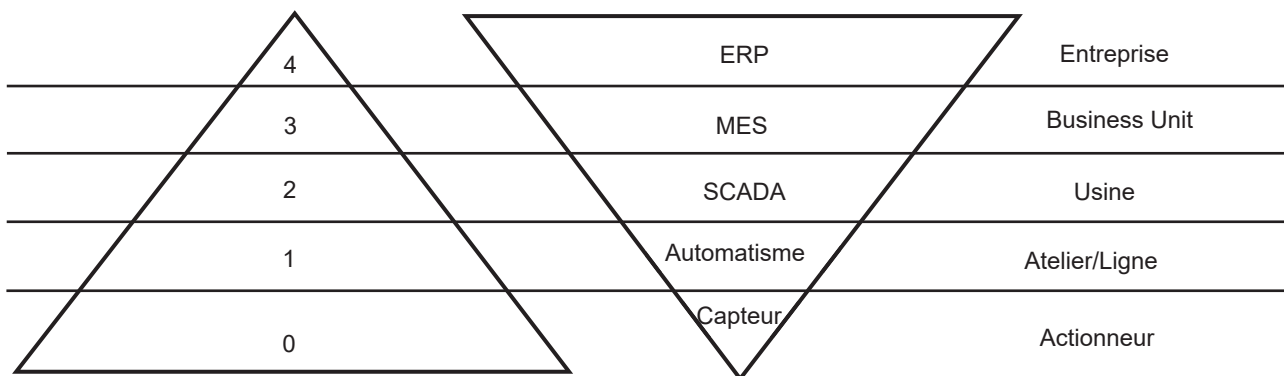 4 ERP Entreprise
3 MES Business Unit
2 SCADA Usine
1 Automatisme Atelier/Ligne
0 Capteur Actionneur